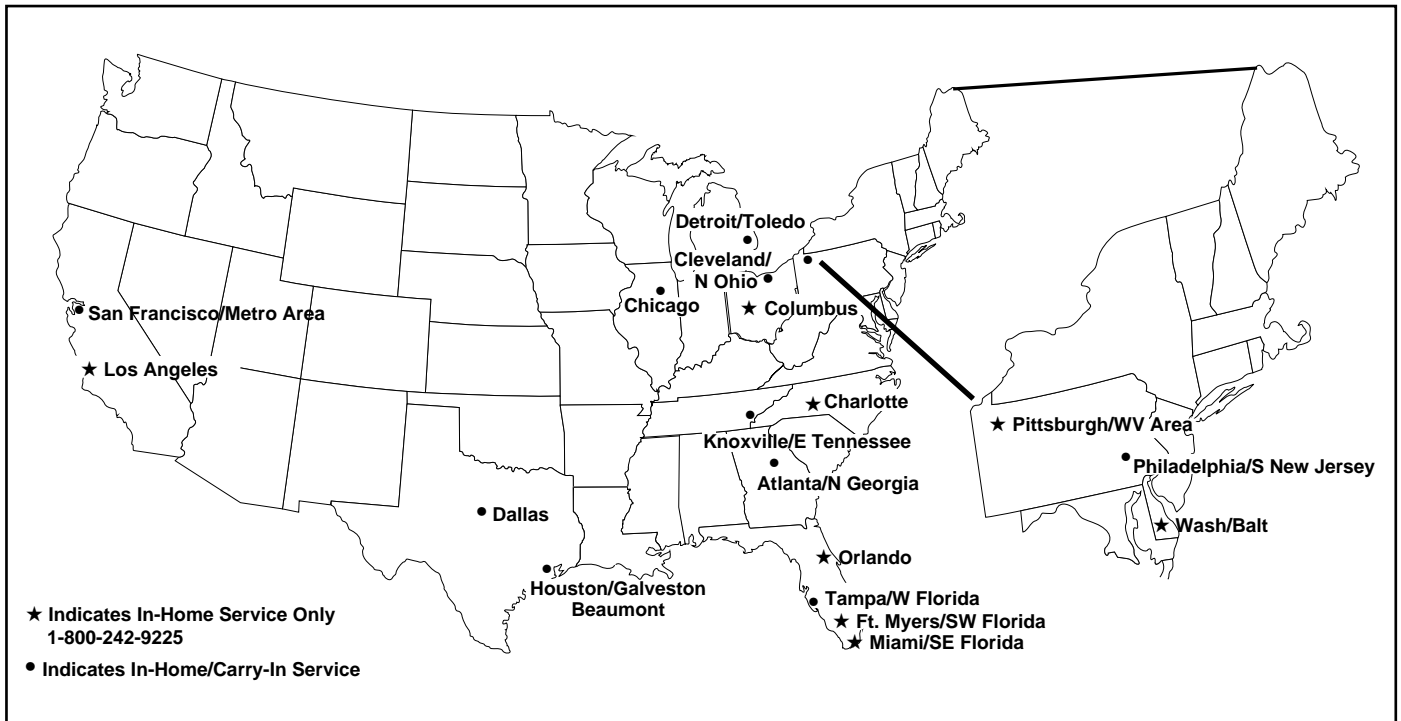 Detroit/Toledo
Cleveland/
N Ohio
Chicago
Columbus
San Francisco/Metro Area
Los Angeles
Charlotte
Knoxville/E Tennessee
Atlanta/N Georgia
Pittsburgh/WV Area
Philadelphia/S New Jersey
Wash/Balt
Dallas
Houston/Galveston
Beaumont
Orlando
Tampa/W Florida
Ft. Myers/SW Florida
Miami/SE Florida
★ Indicates In-Home Service Only
1-800-242-9225
• Indicates In-Home/Carry-In Service